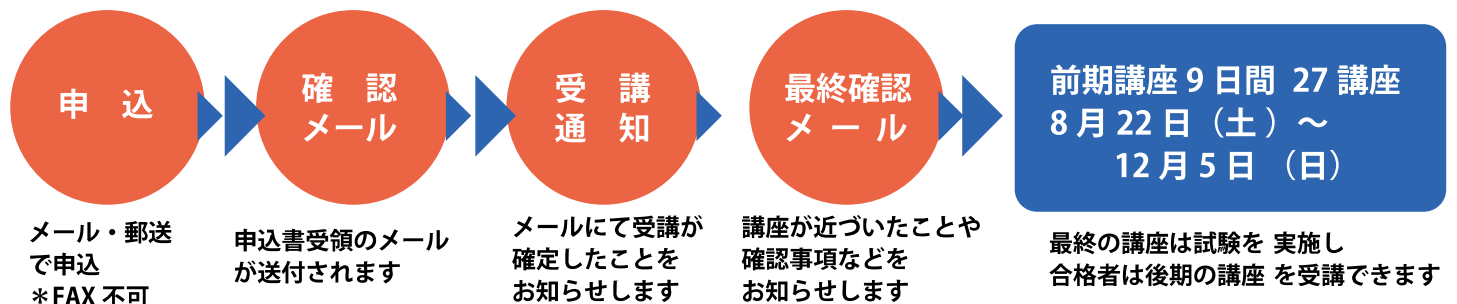 申　込
メール・郵送
で申込
＊FAX 不可
確　認
メール
申込書受領のメール
が送付されます
受　講
通　知
メールにて受講が
確定したことを
お知らせします
最終確認
メ ー ル
講座が近づいたことや
確認事項などを
お知らせします
前期講座 9 日間 27 講座
8 月 22 日（土 ）～
12 月 5 日 （日）
最終の講座は試験を 実施し
合格者は後期の講座 を受講できます